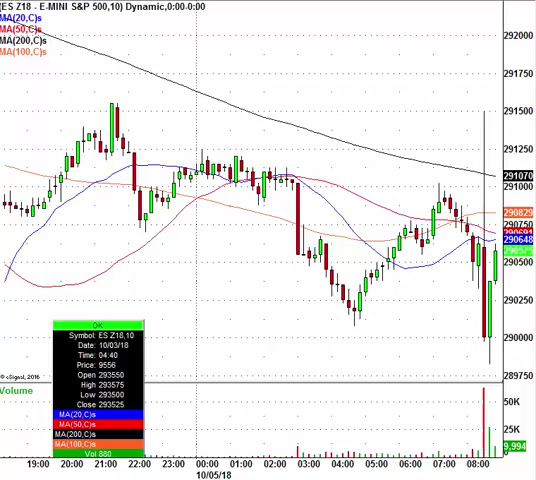 (ES Z18 - E-MINI S&P 500,10) Dynamic,0:00-0:00
MA(20,C)s
MA(50,C)s
MA(200,C)s
MA(100,C)s
292000
291750
291500
291250
291070
291000
290829
290750
290691
290648
290575
290500
290250
290000
289750
OK
Symbol: ES Z18,10
Date: 10/03/18
Time: 04:40
Price: 9556
Open 293550
High 293575
Low 293500
Close 293525
MA(20,C)s
MA(50,C)s
MA(200,C)s
MA(100,C)s
Vol 880
© eSignal, 2016
Volume
50K
25K
9,994
19:00 20:00 21:00 22:00 23:00 00:00 01:00 02:00 03:00 04:00 05:00 06:00 07:00 08:00
10/05/18